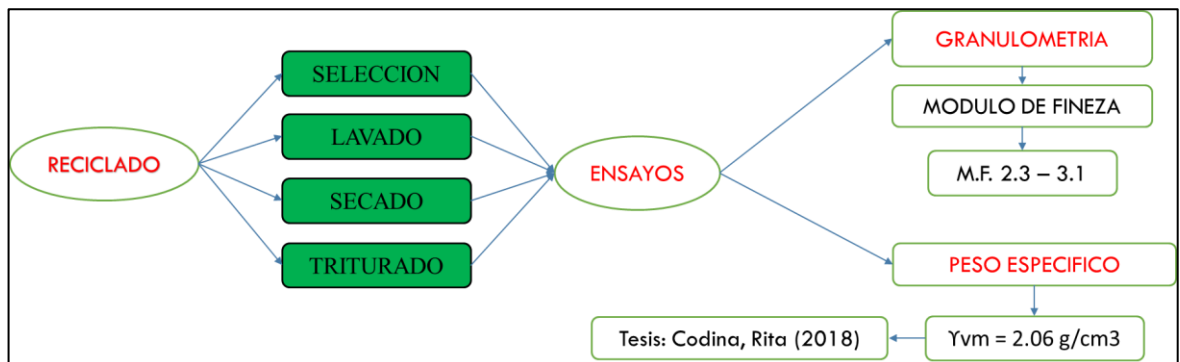 RECICLADO
SELECCION
LAVADO
SECADO
TRITURADO
ENSAYOS
GRANULOMETRIA
MODULO DE FINEZA
M.F. 2.3 – 3.1
PESO ESPECIFICO
ϒvm = 2.06 g/cm3
Tesis: Codina, Rita (2018)